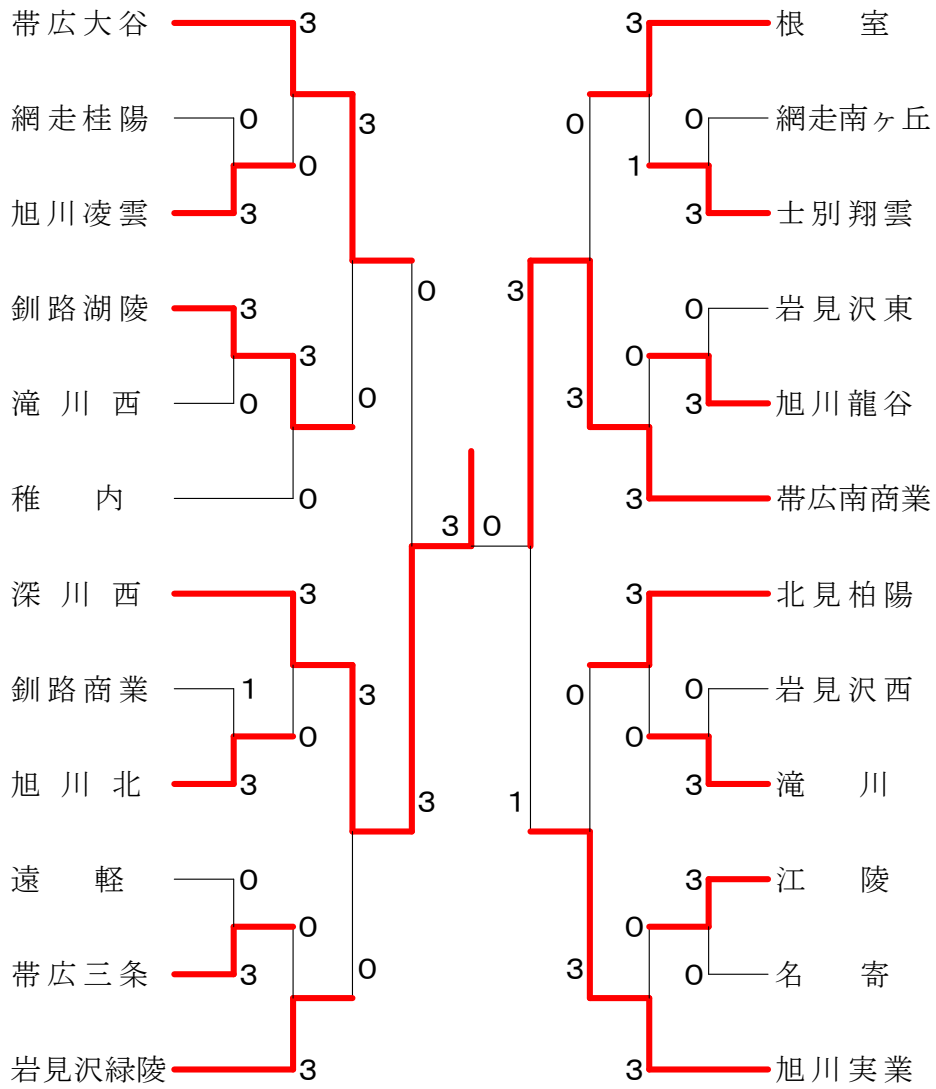 帯広大谷 3 3 根室
網走桂陽 0 3 0 0 網走南ヶ丘
0 1
旭川凌雲 3 3 士別翔雲
0 3
釧路湖陵 3 0 岩見沢東
3 0
滝川西 0 0 3 3 旭川龍谷
稚内 0 3 帯広南商業
3 0
深川西 3 3 北見柏陽
釧路商業 1 3 0 0 岩見沢西
0 0
旭川北 3 3 滝川
3 1
遠軽 0 3 江陵
0 0
帯広三条 3 0 3 0 名寄
岩見沢緑陵 3 3 旭川実業